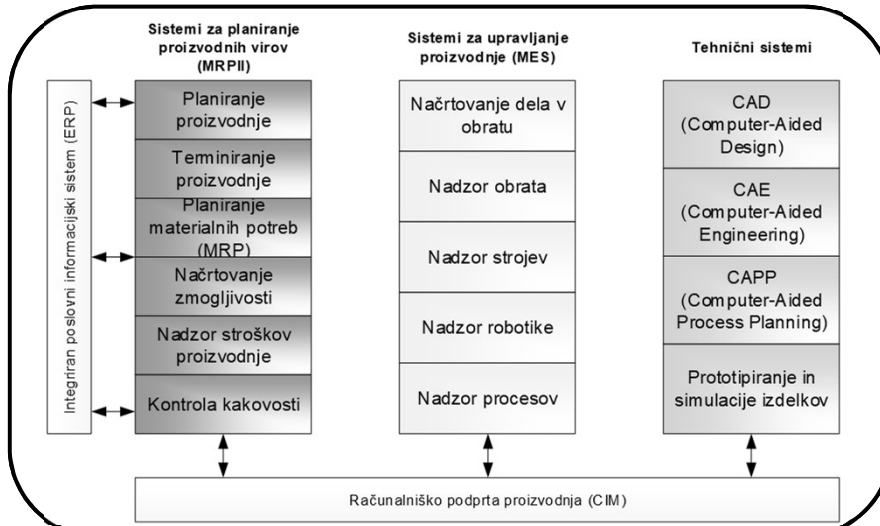 Sistemi za planiranje
proizvodnih virov
(MRPII)
Sistemi za upravljanje
proizvodnje (MES)
Tehnični sistemi
Integriran poslovni informacijski sistem (ERP)
Planiranje
proizvodnje
Terminiranje
proizvodnje
Planiranje
materialnih potreb
(MRP)
Načrtovanje
zmogljivosti
Nadzor stroškov
proizvodnje
Kontrola kakovosti
Načrtovanje dela v
obratu
Nadzor obrata
Nadzor strojev
Nadzor robotike
Nadzor procesov
CAD
(Computer-Aided
Design)
CAE
(Computer-Aided
Engineering)
CAPP
(Computer-Aided
Process Planning)
Prototipiranje in
simulacije izdelkov
Računalniško podprta proizvodnja (CIM)